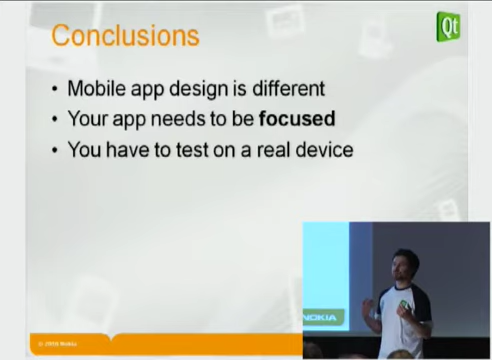 Conclusions
Qt
• Mobile app design is different
• Your app needs to be focused
• You have to test on a real device
NOKIA